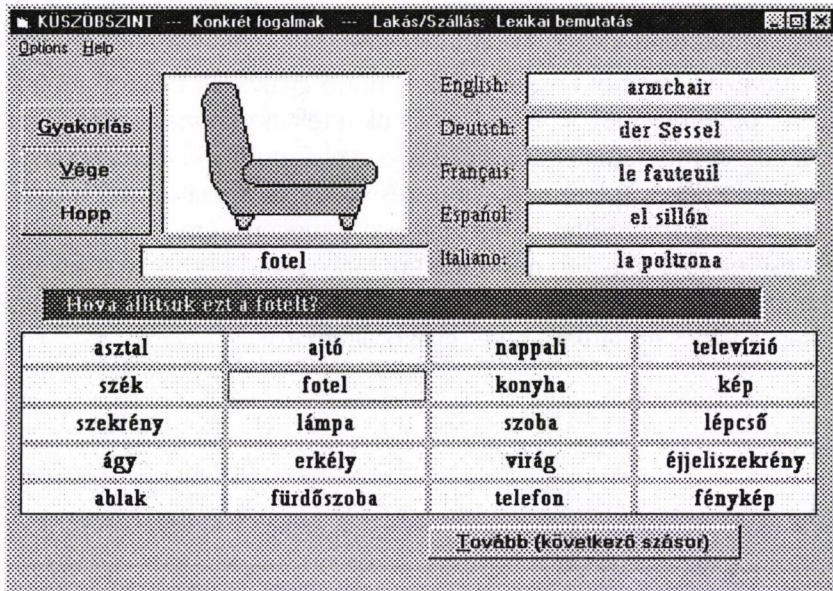 KÜSZÖBSZINT --- Konkrét fogalmak --- Lakás/Szállás: Lexikai bemutatás
Options Help
Gyakorlás
Vége
Hopp
fotel
English: armchair
Deutsch: der Sessel
Français: le fauteuil
Español: el sillón
Italiano: la poltrona
Hova állítsuk ezt a fotelt?
asztal ajtó nappali televízió
szék fotel konyha kép
szekrény lámpa szoba lépcső
ágy erkély virág éjjeliszekrény
ablak fürdőszoba telefon fénykép
Tovább (következő szósor)